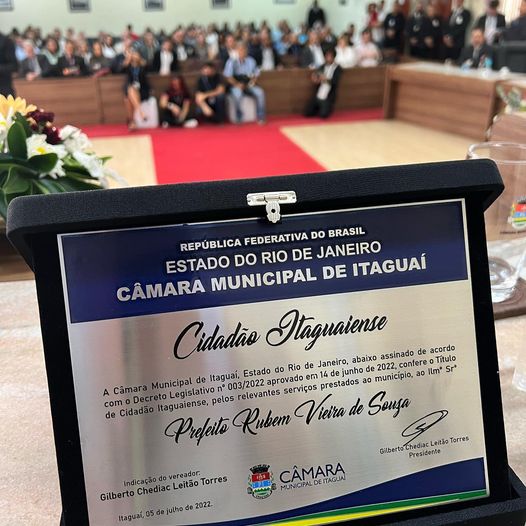 REPÚBLICA FEDERATIVA DO BRASIL
ESTADO DO RIO DE JANEIRO
CÂMARA MUNICIPAL DE ITAGUAÍ
Cidadão Itaguaiense
A Câmara Municipal de Itaguaí, Estado do Rio de Janeiro, abaixo assinado de acordo
com o Decreto Legislativo nº 003/2022 aprovado em 14 de junho de 2022, confere o Título
de Cidadão Itaguaiense, pelos relevantes serviços prestados ao município, ao Ilmº Srº
Prefeito Rubem Vieira de Souza
Indicação do vereador:
Gilberto Chediac Leitão Torres
Itaguaí, 05 de julho 2022.
CÂMARA
MUNICIPAL DE ITAGUAÍ
Gilberto Chediac Leitão Torres
Presidente